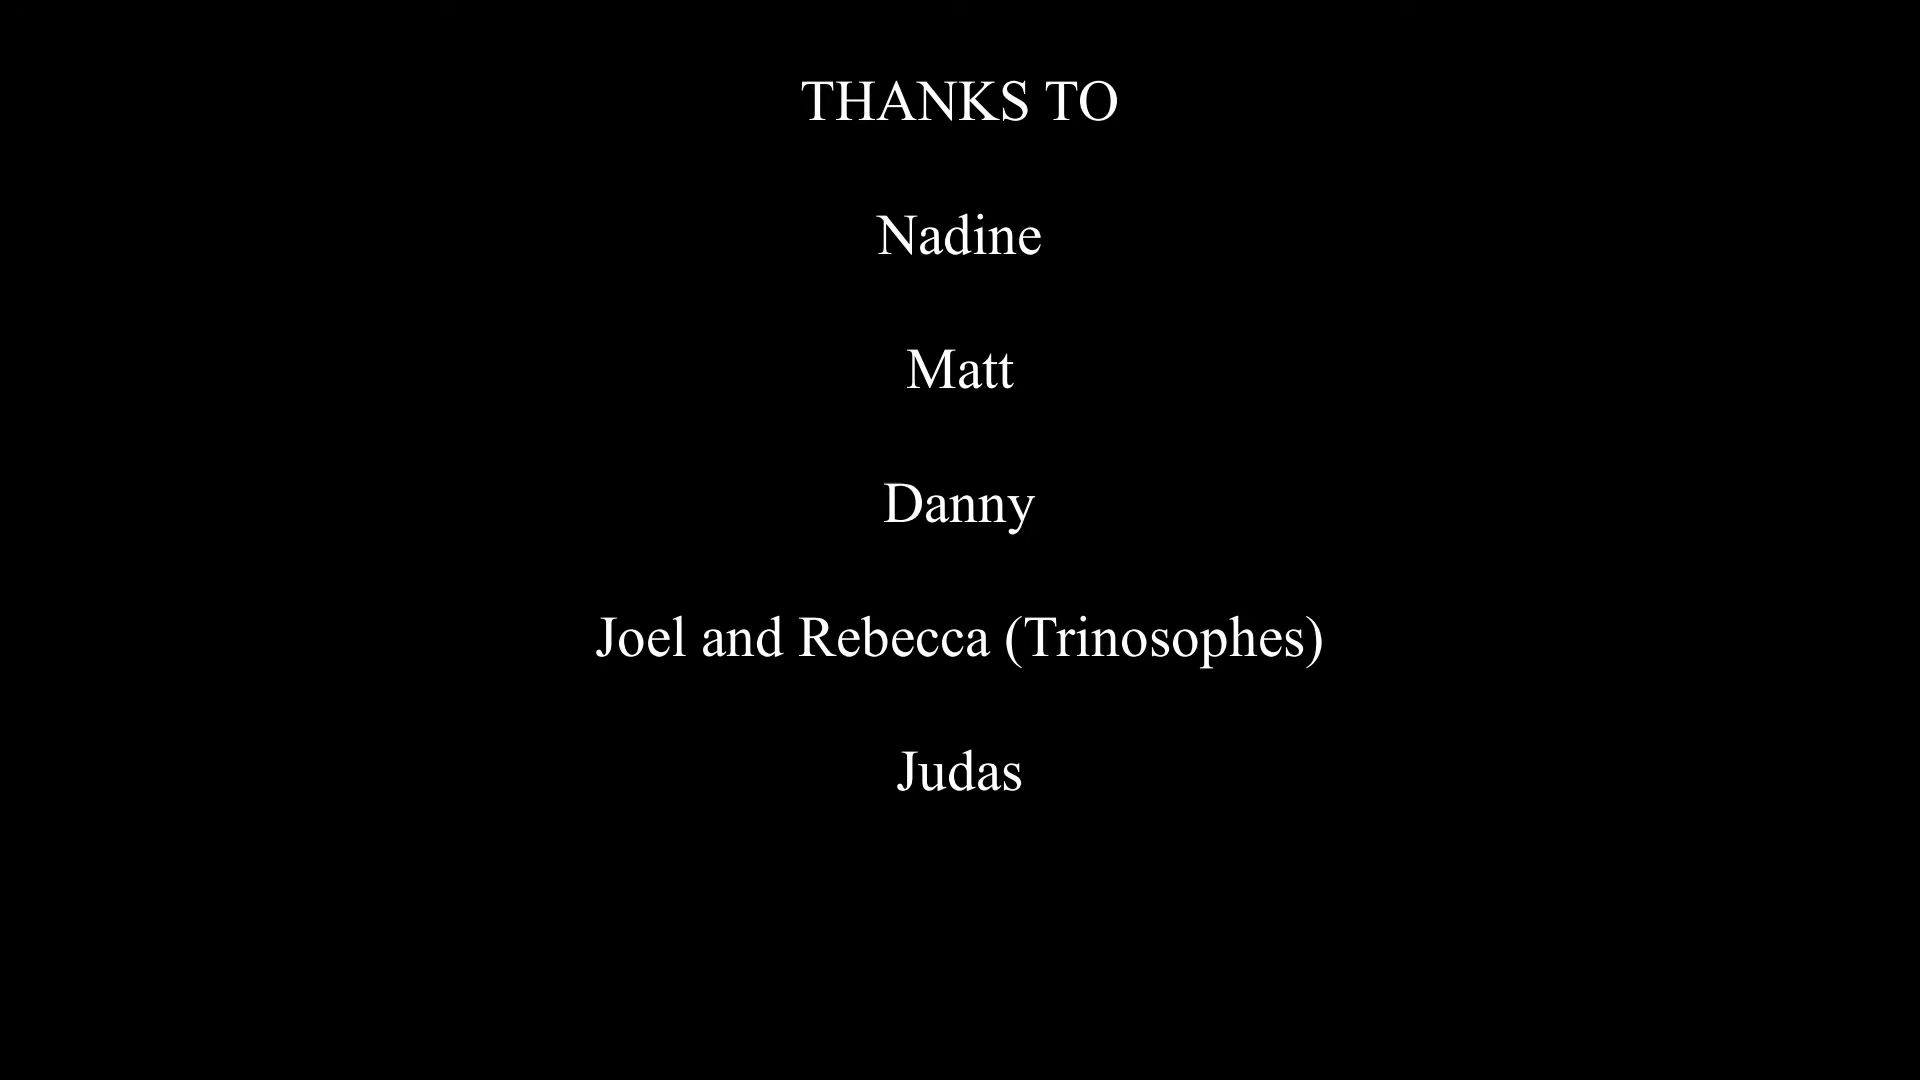 THANKS TO
Nadine
Matt
Danny
Joel and Rebecca (Trinosophes)
Judas